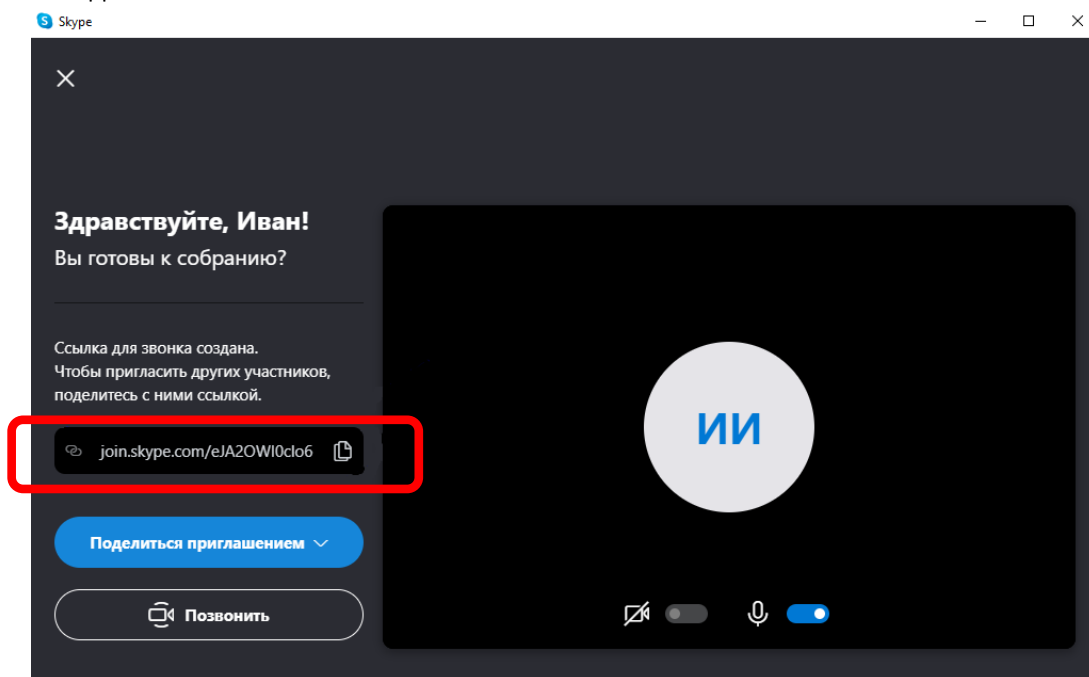 Skype
Здравствуйте, Иван!
Вы готовы к собранию?
Ссылка для звонка создана.
Чтобы пригласить других участников,
поделитесь с ними ссылкой.
join.skype.com/eJA2OWI0clo6
Поделиться приглашением
Позвонить
ИИ